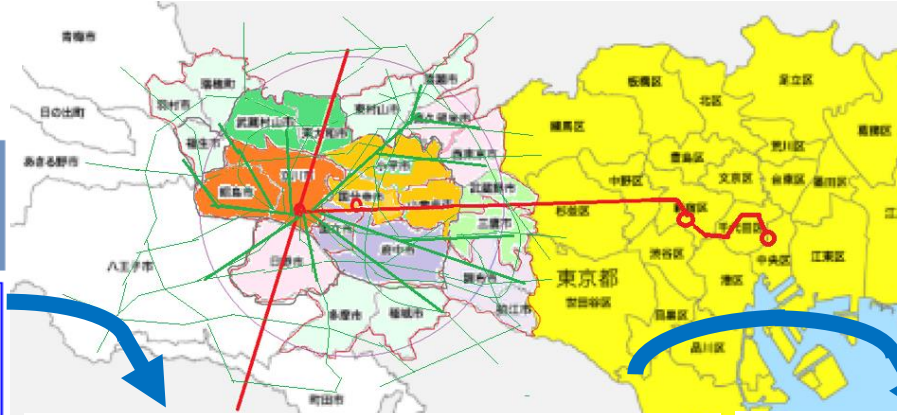 青梅市
瑞穂町
清瀬市
板橋区
足立区
日の出町
羽村市
武蔵村山市
東村山市
東久留米市
北区
葛飾区
福生市
東大和市
練馬区
荒川区
あきる野市
立川市
小平市
西東京市
豊島区
昭島市
国分寺市
小金井市
武蔵野市
中野区
文京区
台東区
墨田区
杉並区
新宿区
千代田区
江
国立市
三鷹市
府中市
八王子市
日野市
調布市
東京都
渋谷区
中央区
江東区
港区
多摩市
稲城市
狛江市
世田谷区
目黒区
品川区
町田市